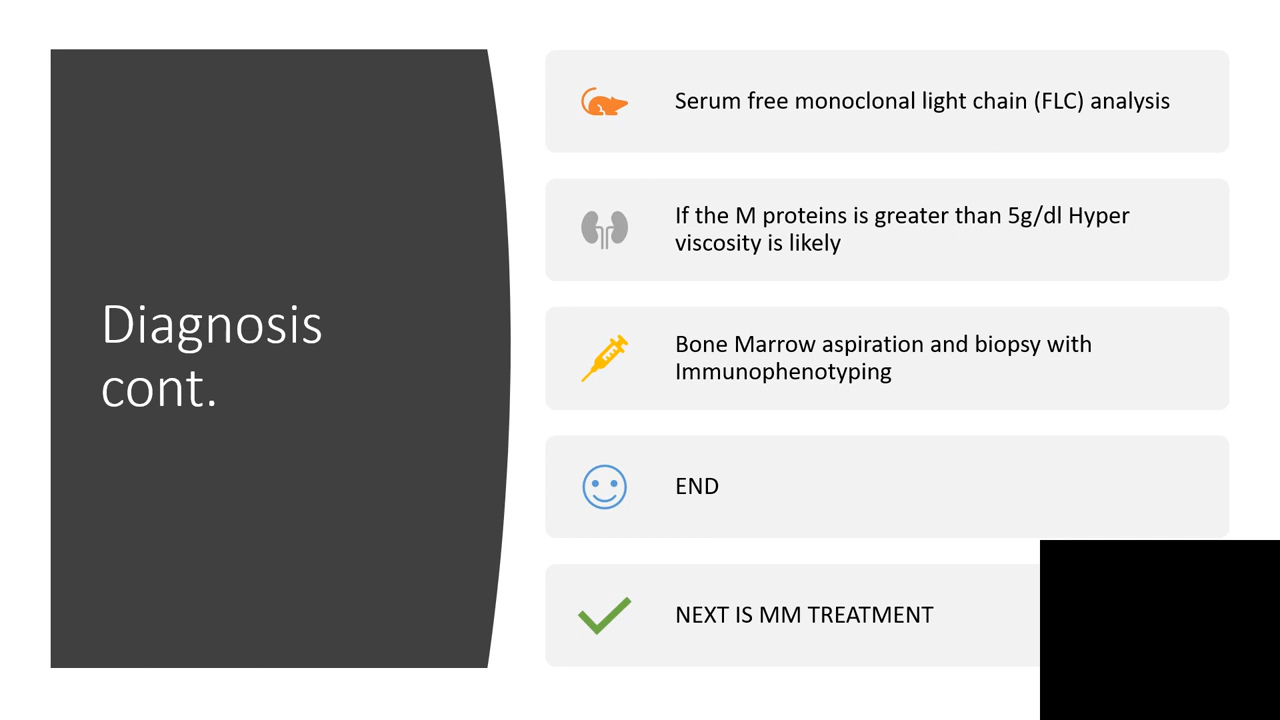 Diagnosis
cont.
Serum free monoclonal light chain (FLC) analysis
If the M proteins is greater than 5g/dl Hyper
viscosity is likely
Bone Marrow aspiration and biopsy with
Immunophenotyping
END
NEXT IS MM TREATMENT